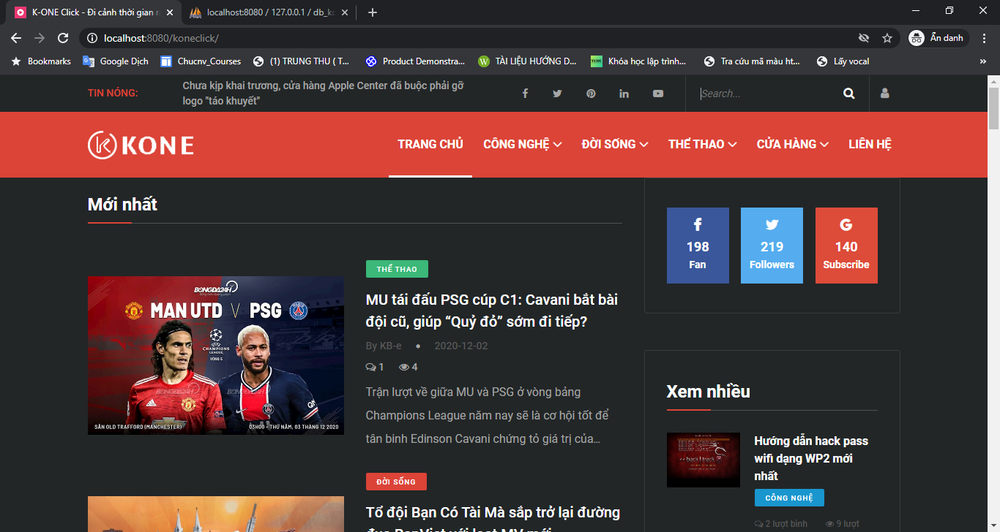 K-ONE Click - Đi cảnh thời gian
localhost:8080 / 127.0.0.1 / db_kc
localhost:8080/koneclick/
Ẩn danh
Bookmarks
Google Dịch
Chucnv_Courses
(1) TRUNG THU ( T...
Product Demonstra...
TÀI LIỆU HƯỚNG D...
Khóa học lập trình...
Tra cứu mã màu ht...
Lấy vocal
»
TIN NÓNG:
Chưa kịp khai trương, cửa hàng Apple Center đã buộc phải gỡ
logo "táo khuyết"
Search...
KONE
TRANG CHỦ
CÔNG NGHỆ
ĐỜI SỐNG
THỂ THAO
CỬA HÀNG
LIÊN HỆ
Mới nhất
BONGDA24H
MAN UTD V PSG
CHAMPIONS
LEAGUE
VÒNG 5
BONGDA24H
BONGDA24H
SÂN OLD TRAFFORD (MANCHESTER)
03H00 - THỨ NĂM, 03 THÁNG 12 2020
THỂ THAO
MU tái đấu PSG cúp C1: Cavani bắt bài
đội cũ, giúp “Quỷ đỏ” sớm đi tiếp?
By KB-e • 2020-12-02
1 4
Trận lượt về giữa MU và PSG ở vòng bảng
Champions League năm nay sẽ là cơ hội tốt để
tân binh Edinson Cavani chứng tỏ giá trị của...
ĐỜI SỐNG
Tổ đội Bạn Có Tài Mà sắp trở lại đường
198
Fan
219
Followers
140
Subscribe
Xem nhiều
<< back | track
Hướng dẫn hack pass
wifi dạng WP2 mới
nhất
CÔNG NGHỆ
2 lượt bình
9 lượt